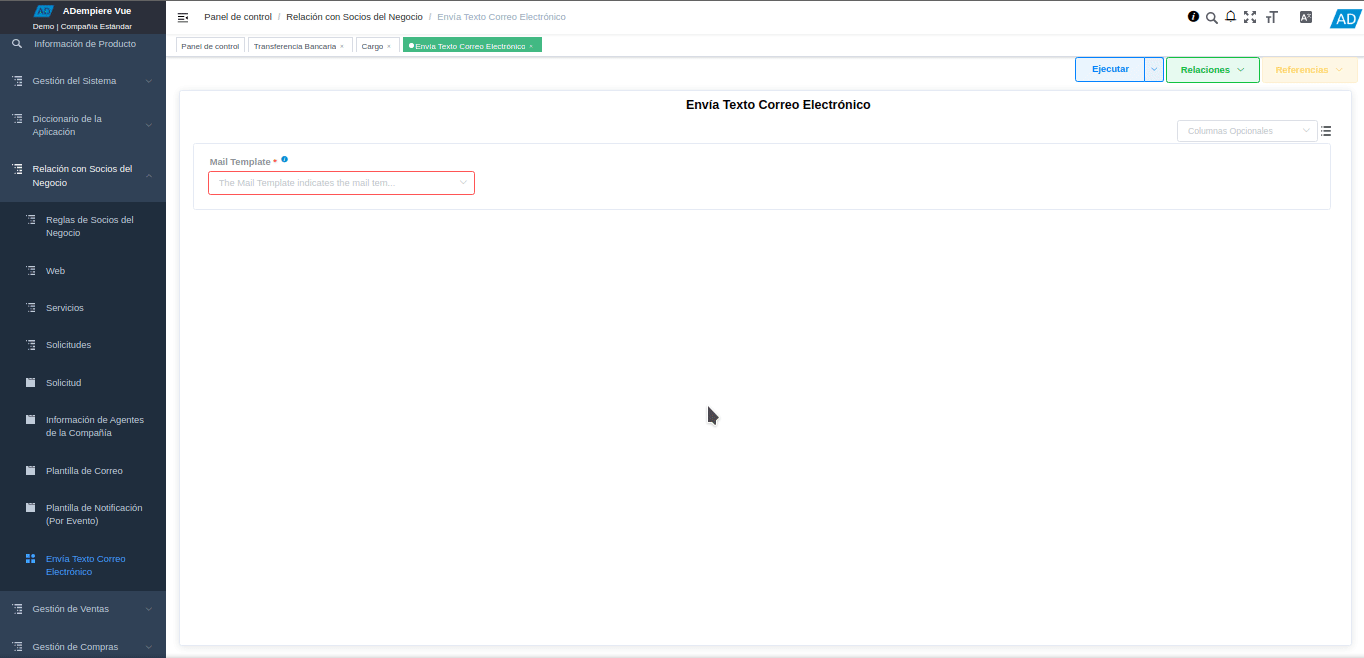 ADempiere Vue
Demo | Compañia Estándar
Información de Producto
Gestión del Sistema
Diccionario de la
Aplicación
Relación con Socios del
Negocio
Reglas de Socios del
Negocio
Web
Servicios
Solicitudes
Solicitud
Información de Agentes
de la Compañía
Plantilla de Correo
Plantilla de Notificación
(Por Evento)
Envía Texto Correo
Electrónico
Gestión de Ventas
Gestión de Compras
Panel de control / Relación con Socios del Negocio / Envía Texto Correo Electrónico
AD
Panel de control
Transferencia Bancaria ×
Cargo ×
Envía Texto Correo Electrónico ×
Ejecutar
Relaciones
Referencias
Envía Texto Correo Electrónico
Columnas Opcionales
Mail Template *
The Mail Template indicates the mail tem...